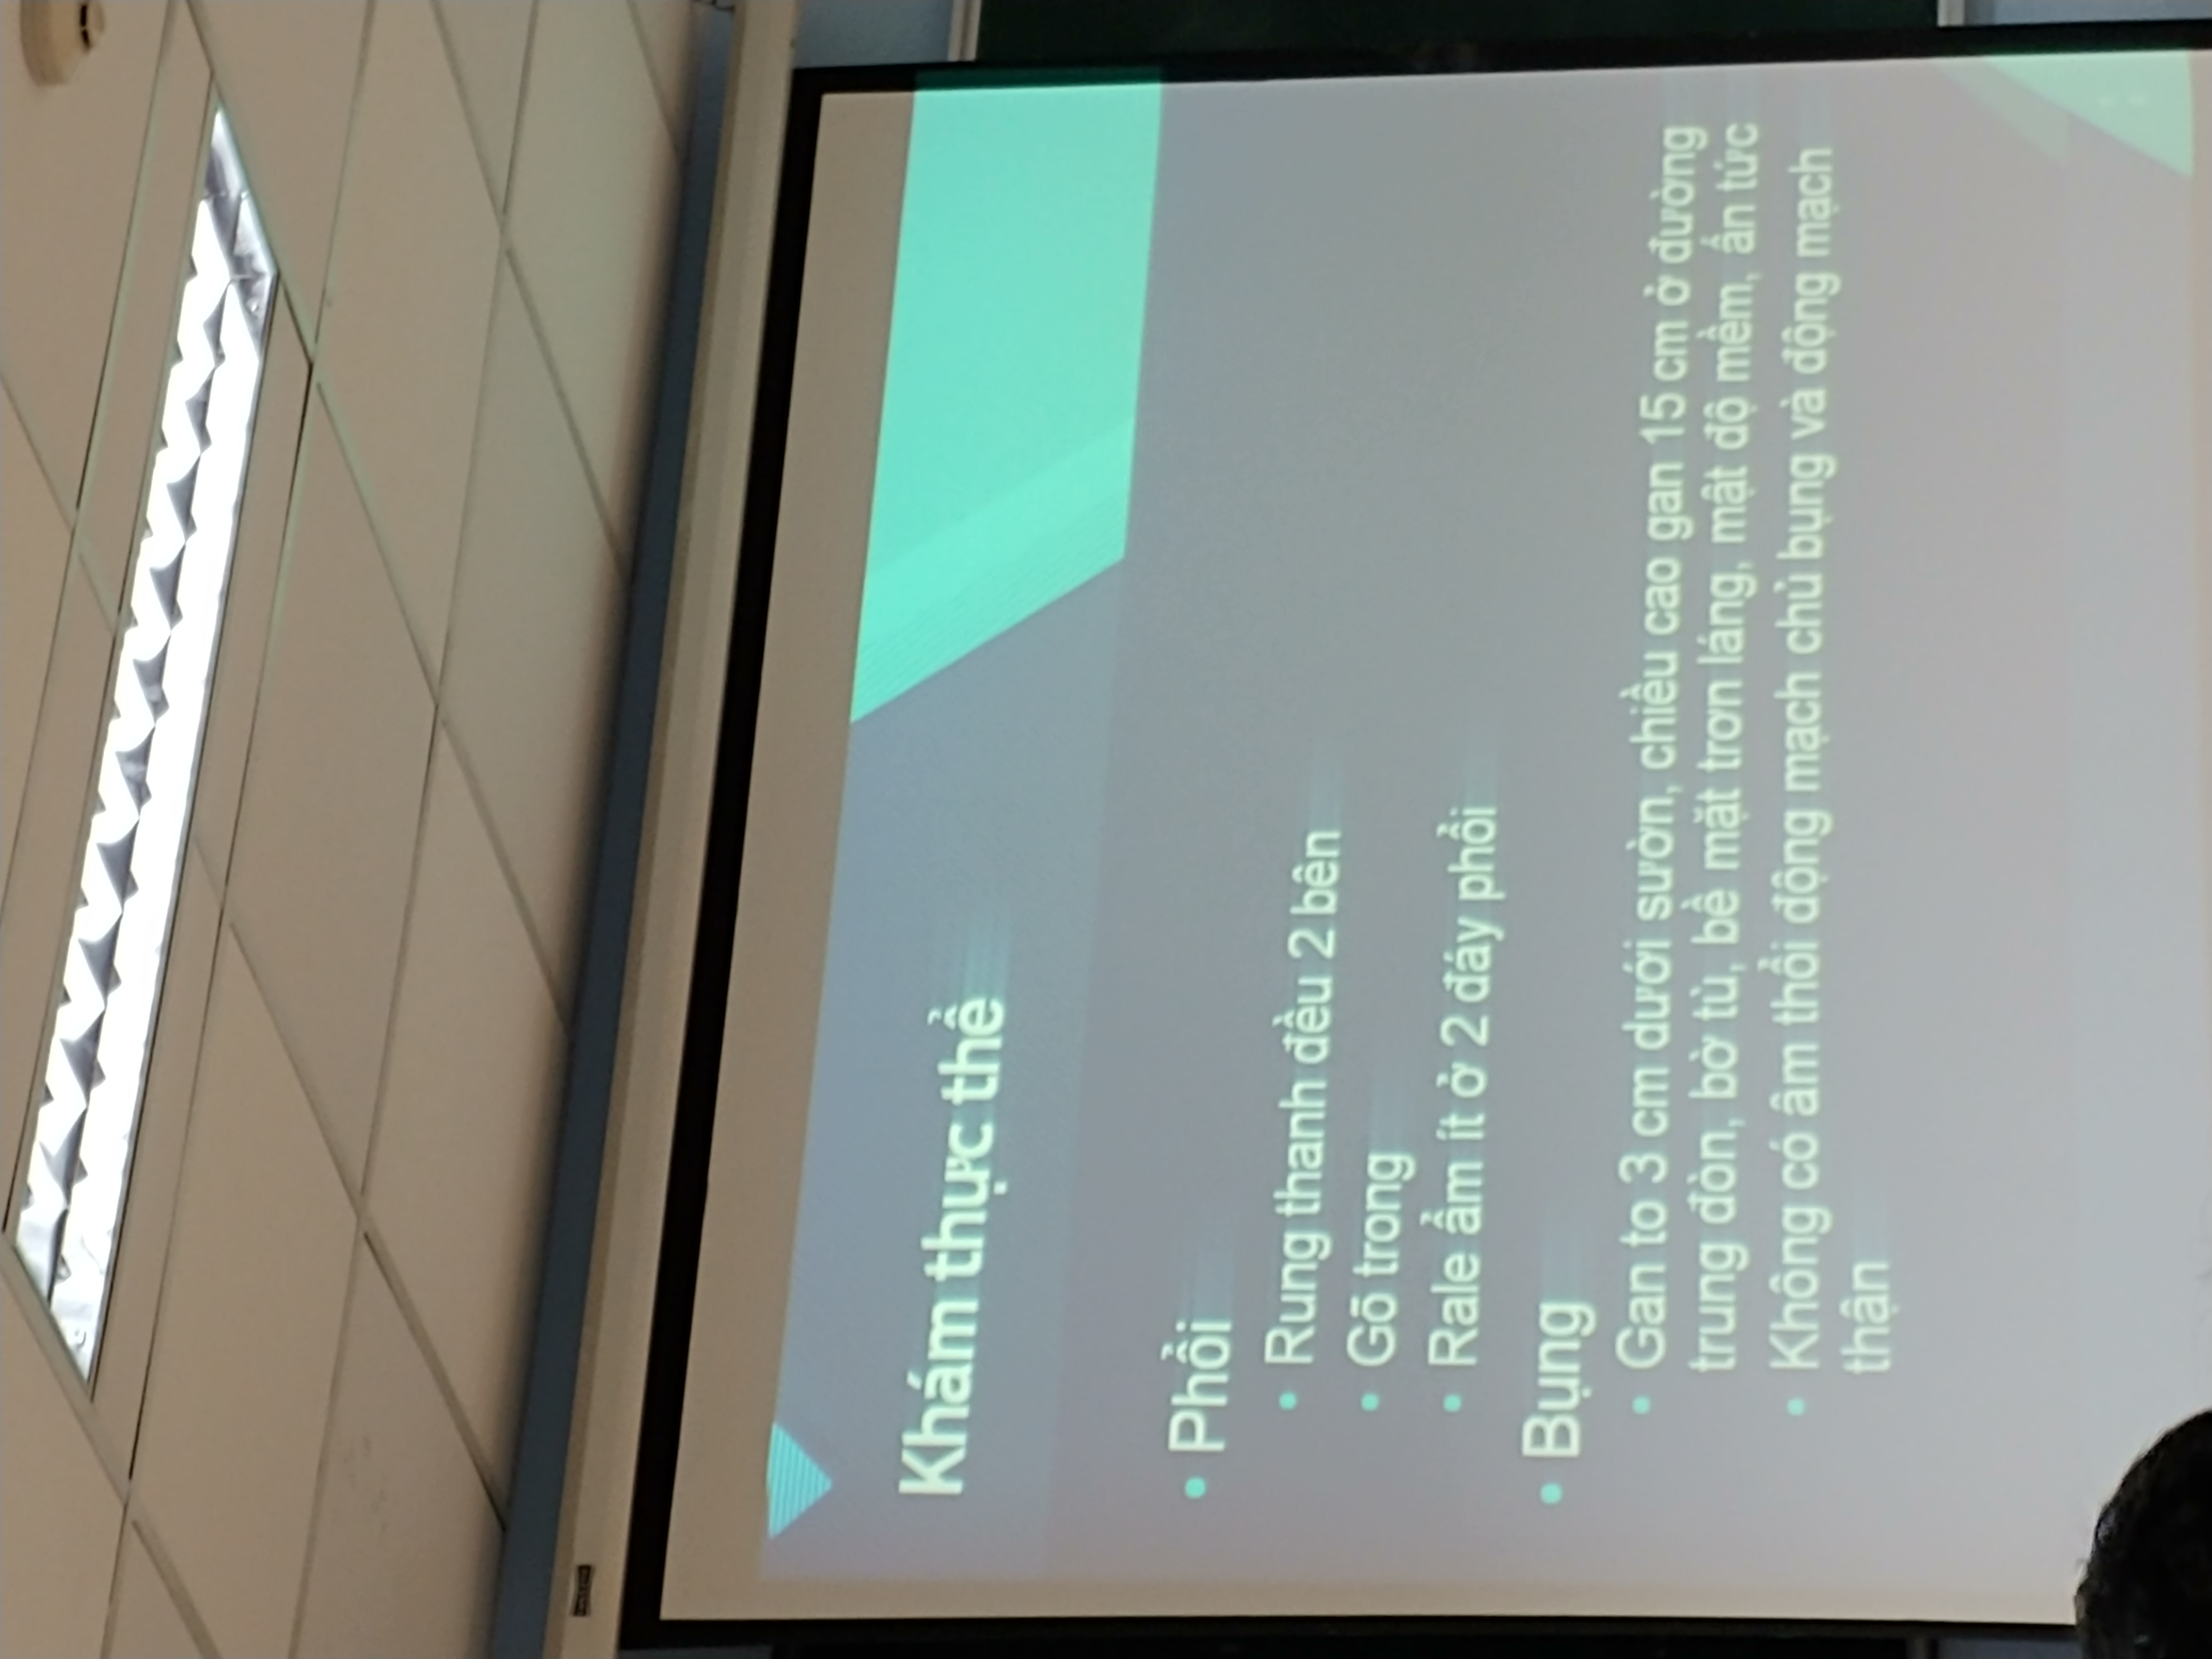 Khám thực thể
• Phổi
• Rung thanh đều 2 bên
• Gõ trong
• Rale ẩm ít ở 2 đáy phổi
• Bụng
• Gan to 3 cm dưới sườn, chiều cao gan 15 cm ở đường
trung đòn, bờ tù, bề mặt trơn láng, mật độ mềm, ấn tức
• Không có âm thổi động mạch chủ bụng và động mạch
thận